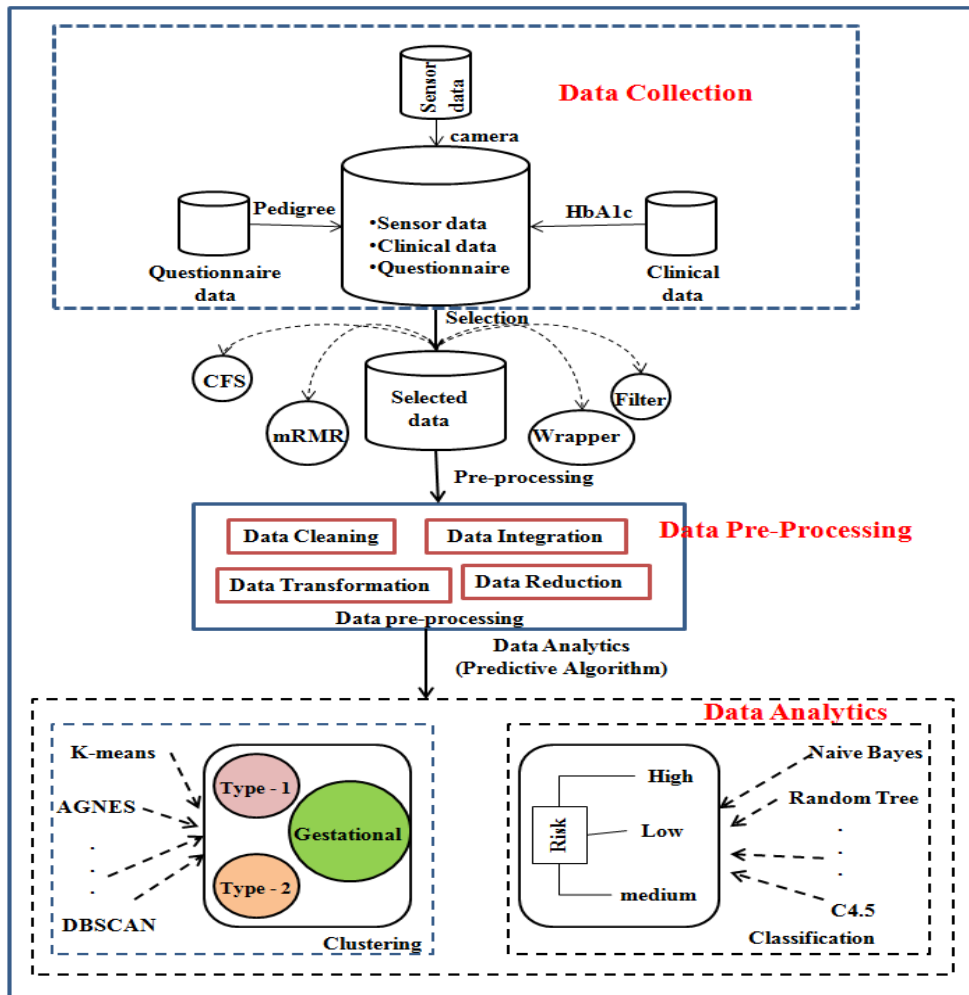 Sensor
data
Data Collection
camera
Pedigree
HbA1c
•Sensor data
•Clinical data
•Questionnaire
Questionnaire
data
Clinical
data
Selection
CFS
mRMR
Selected
data
Wrapper
Filter
Pre-processing
Data Pre-Processing
Data Cleaning
Data Integration
Data Transformation
Data Reduction
Data pre-processing
Data Analytics
(Predictive Algorithm)
Data Analytics
K-means
AGNES
.
.
.
DBSCAN
Type - 1
Gestational
Type - 2
Clustering
High
Risk
Low
medium
Naive Bayes
Random Tree
.
.
.
C4.5
Classification